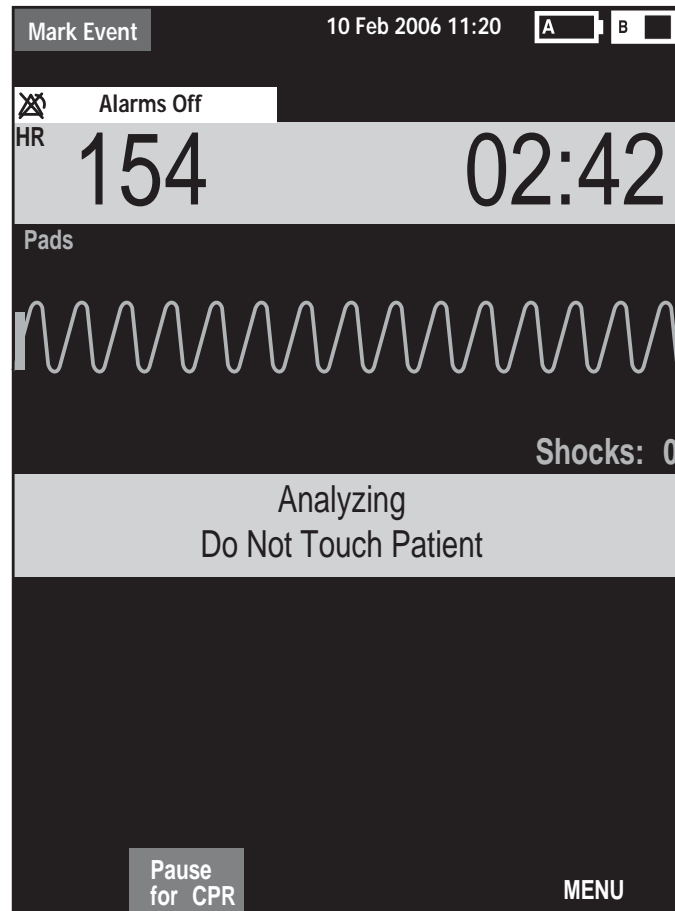 Mark Event
10 Feb 2006 11:20
A
B
Alarms Off
HR
154
02:42
Pads
Shocks: 0
Analyzing
Do Not Touch Patient
Pause
for CPR
MENU